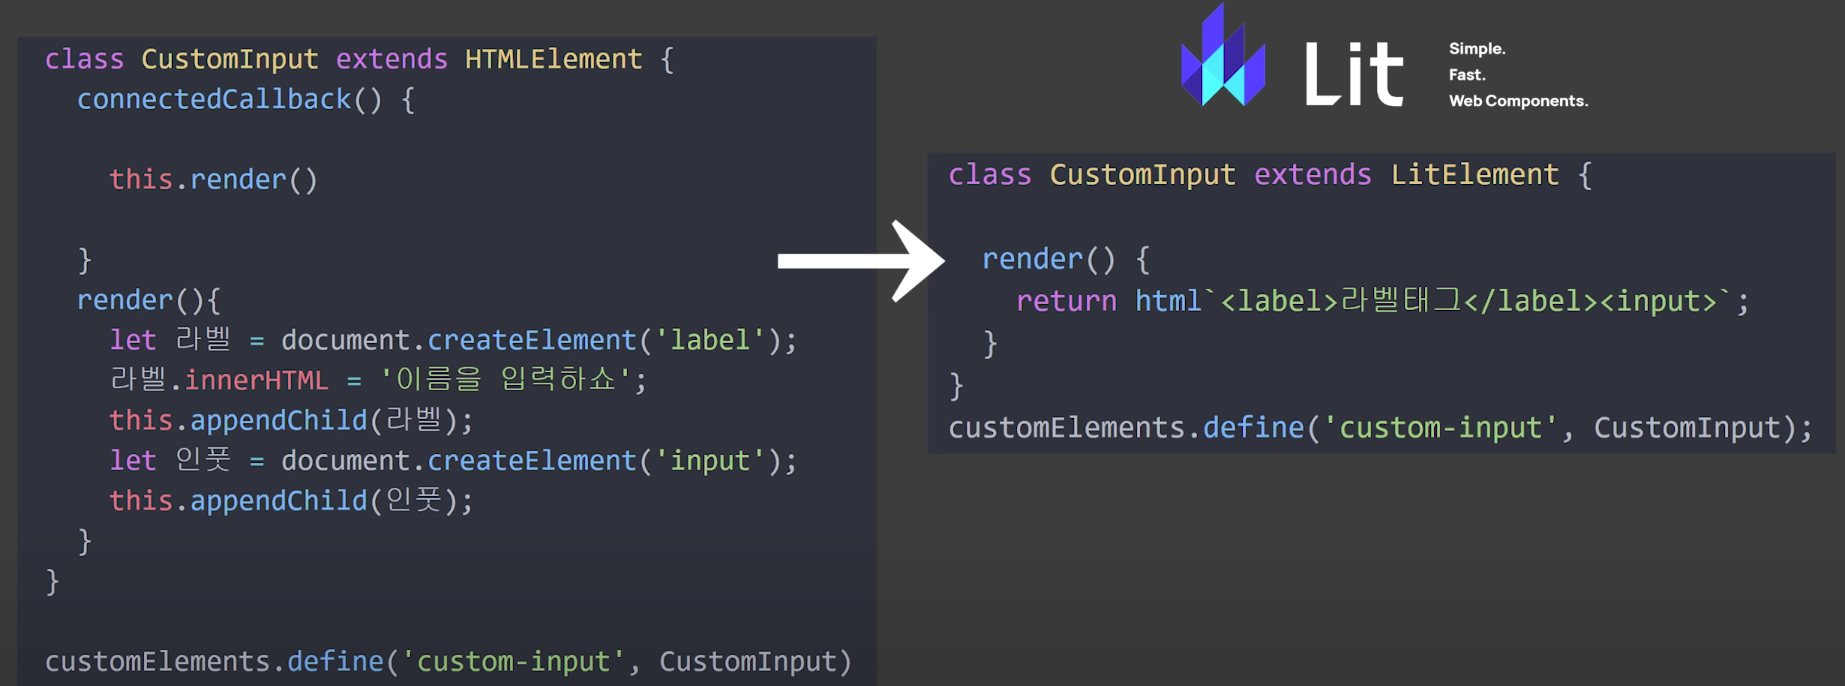 class CustomInput extends HTMLElement {
connectedCallback() {
this.render()
}
render(){
let 라벨 = document.createElement('label');
라벨.innerHTML = '이름을 입력하쇼';
this.appendChild(라벨);
let 인풋 = document.createElement('input');
this.appendChild(인풋);
}
}
customElements.define('custom-input', CustomInput)
Lit
Simple.
Fast.
Web Components.
class CustomInput extends LitElement {
render() {
return html`<label>라벨태그</label><input>`;
}
}
customElements.define('custom-input', CustomInput);